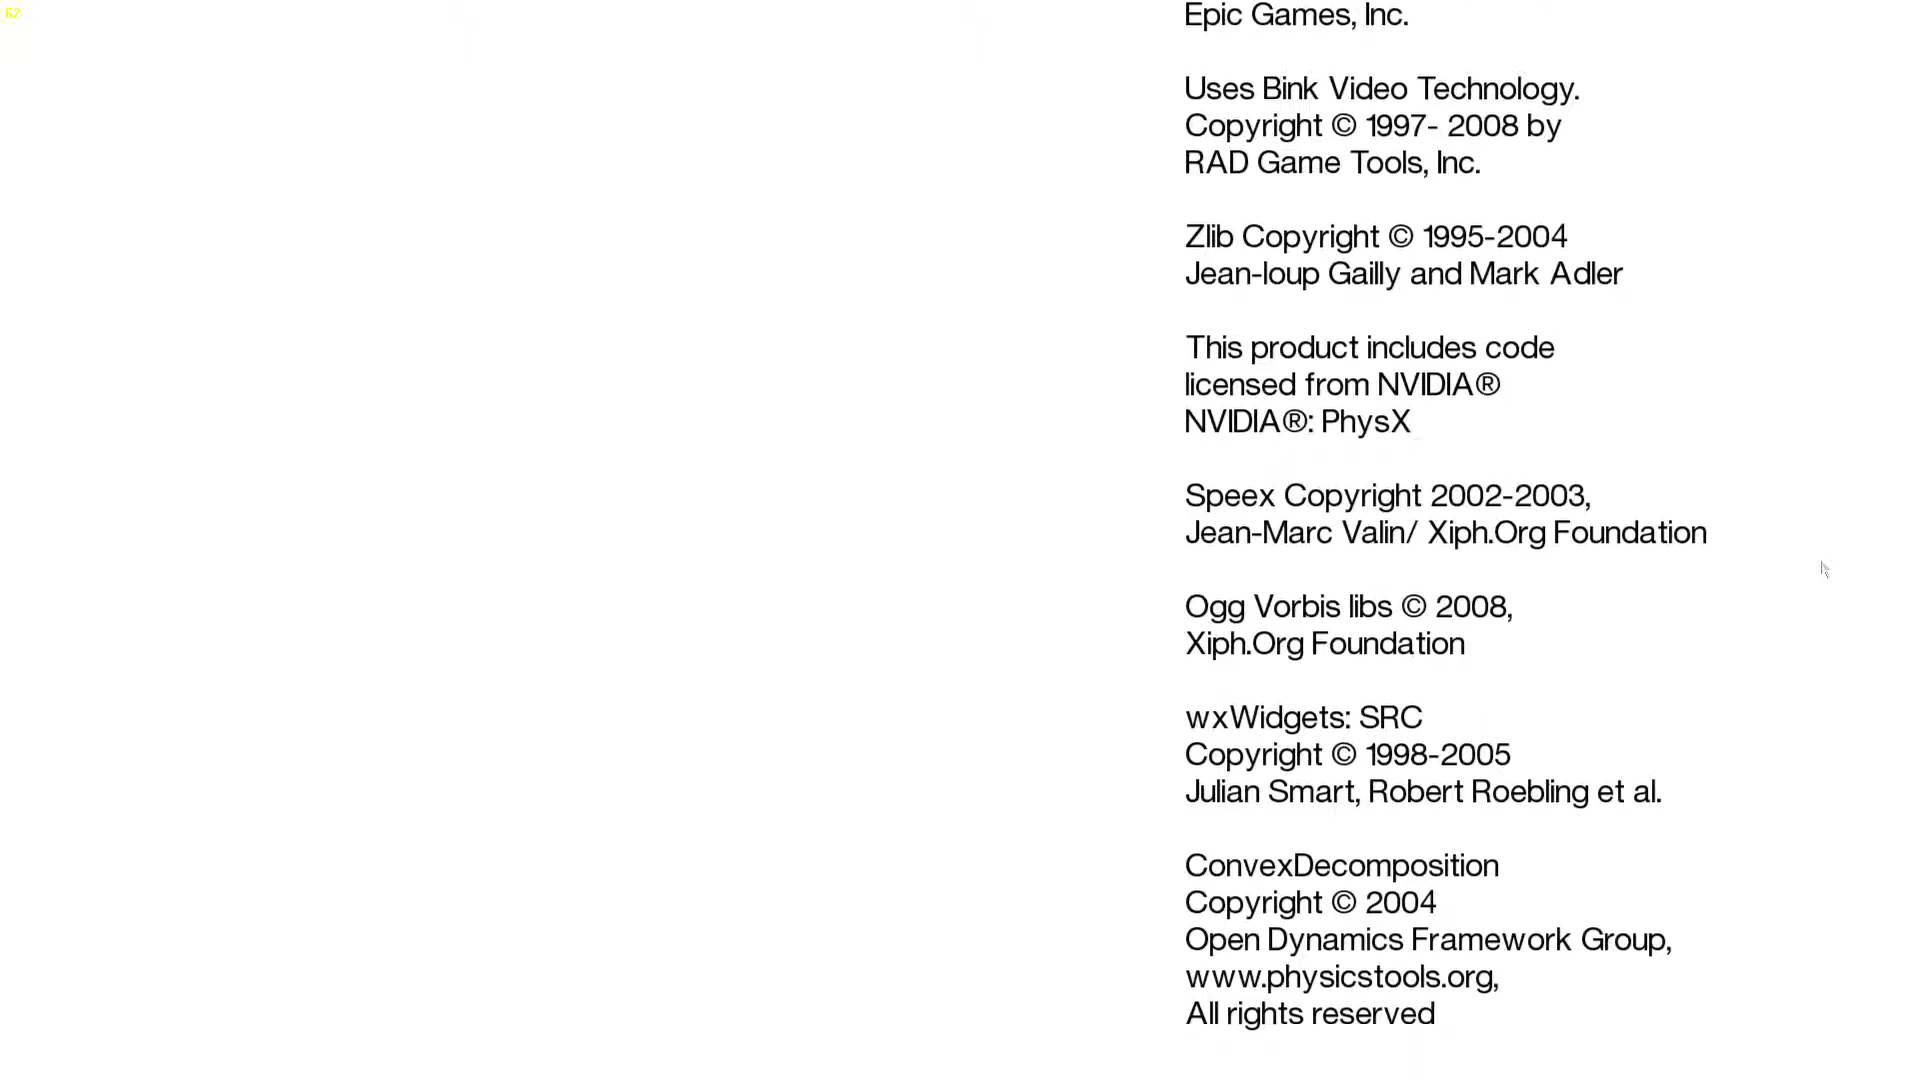 62
Epic Games, Inc.
Uses Bink Video Technology.
Copyright © 1997- 2008 by
RAD Game Tools, Inc.
Zlib Copyright © 1995-2004
Jean-loup Gailly and Mark Adler
This product includes code
licensed from NVIDIA®
NVIDIA®: PhysX
Speex Copyright 2002-2003,
Jean-Marc Valin/ Xiph.Org Foundation
Ogg Vorbis libs © 2008,
Xiph.Org Foundation
wxWidgets: SRC
Copyright © 1998-2005
Julian Smart, Robert Roebling et al.
ConvexDecomposition
Copyright © 2004
Open Dynamics Framework Group,
www.physicstools.org,
All rights reserved